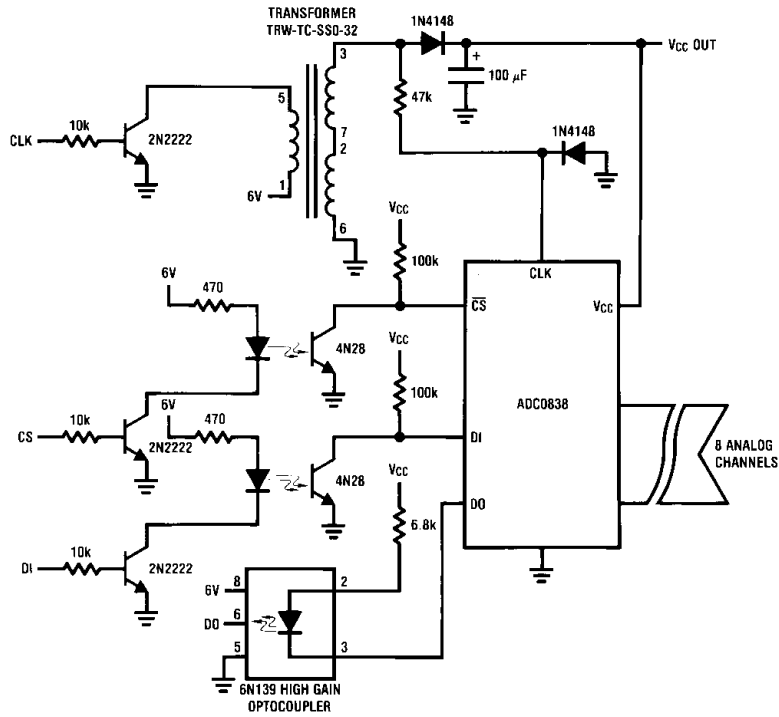 TRANSFORMER
TRW-TC-SSD-32
1N4148
3
VCC OUT
+
100 µF
47k
5
10k
CLK
2N2222
7
2
1N4148
1
6V
6
VCC
100k
CLK
6V
470
CS
VCC
4N28
VCC
100k
ADC0838
10k
6V
470
CS
2N2222
DI
8 ANALOG
CHANNELS
4N28
VCC
DO
6.8k
10k
DI
2N2222
8
2
6V
6
DO
5
3
6N139 HIGH GAIN
OPTOCOUPLER